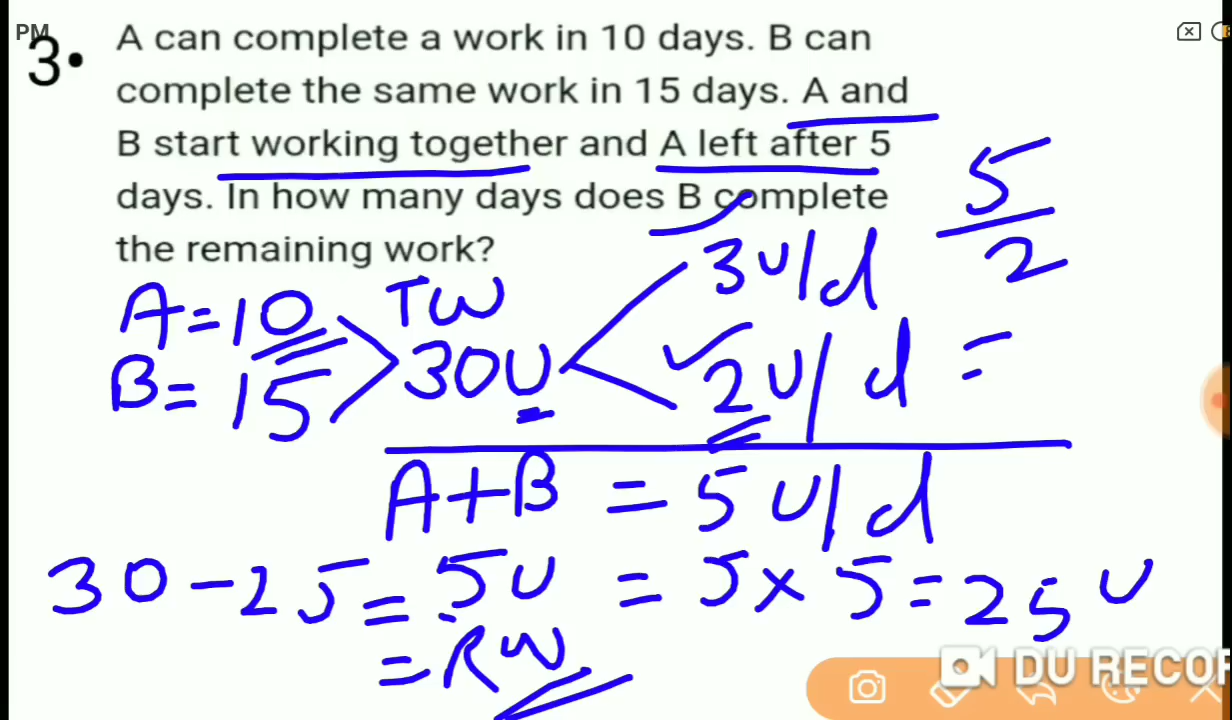 PM
3• A can complete a work in 10 days. B can
complete the same work in 15 days. A and
B start working together and A left after 5
days. In how many days does B complete
the remaining work?
5/2 =
A = 10
B = 15
TW
30U
3U/d
2U/d
A+B = 5U/d
30-25 = 5U = 5×5=25U
= RW
DU RECOR